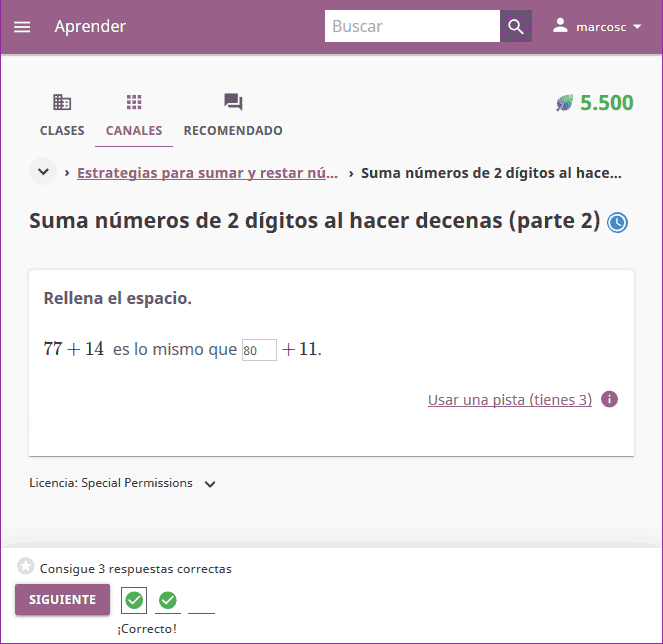 Aprender
Buscar
marcosc
5.500
CLASES CANALES RECOMENDADO
› Estrategias para sumar y restar nú... › Suma números de 2 dígitos al hace...
Suma números de 2 dígitos al hacer decenas (parte 2)
Rellena el espacio.
77 + 14 es lo mismo que 80 + 11.
Usar una pista (tienes 3)
Licencia: Special Permissions
Consigue 3 respuestas correctas
SIGUIENTE
¡Correcto!